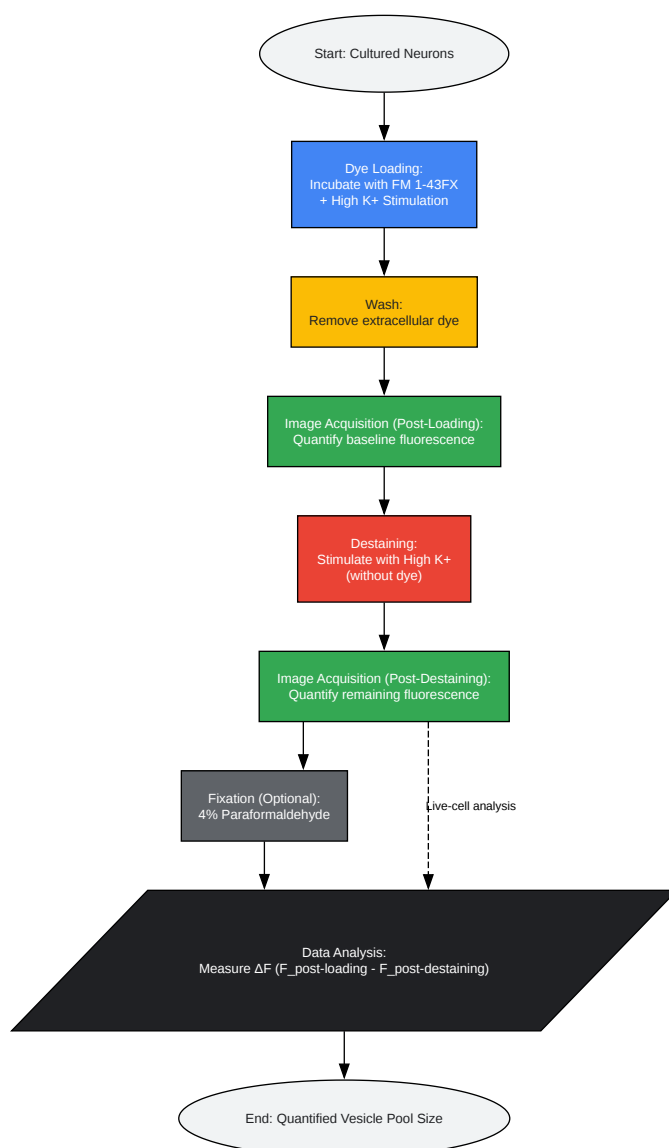 Start: Cultured Neurons
Dye Loading:
Incubate with FM 1-43FX
+ High K+ Stimulation
Wash:
Remove extracellular dye
Image Acquisition (Post-Loading):
Quantify baseline fluorescence
Destaining:
Stimulate with High K+
(without dye)
Image Acquisition (Post-Destaining):
Quantify remaining fluorescence
Fixation (Optional):
4% Paraformaldehyde
Live-cell analysis
Data Analysis:
Measure ΔF (F_post-loading - F_post-destaining)
End: Quantified Vesicle Pool Size